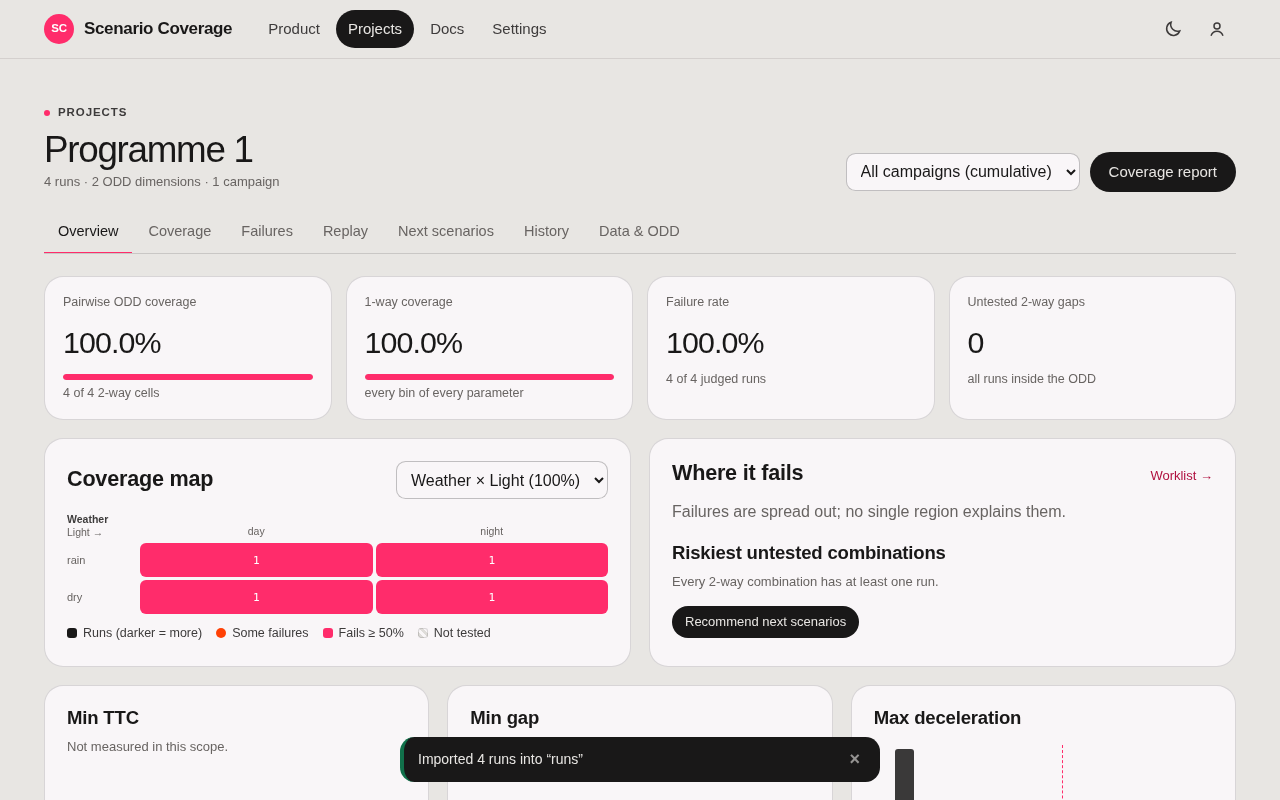 SC Scenario Coverage Product Projects Docs Settings
PROJECTS
Programme 1
4 runs · 2 ODD dimensions · 1 campaign
All campaigns (cumulative) Coverage report
Overview Coverage Failures Replay Next scenarios History Data & ODD
Pairwise ODD coverage
100.0%
4 of 4 2-way cells
1-way coverage
100.0%
every bin of every parameter
Failure rate
100.0%
4 of 4 judged runs
Untested 2-way gaps
0
all runs inside the ODD
Coverage map
Weather × Light (100%)
Weather
Light →
day night
rain 1 1
dry 1 1
Runs (darker = more) Some failures Fails ≥ 50% Not tested
Where it fails
Worklist →
Failures are spread out; no single region explains them.
Riskiest untested combinations
Every 2-way combination has at least one run.
Recommend next scenarios
Min TTC
Not measured in this scope.
Min gap
Max deceleration
Imported 4 runs into “runs” ×